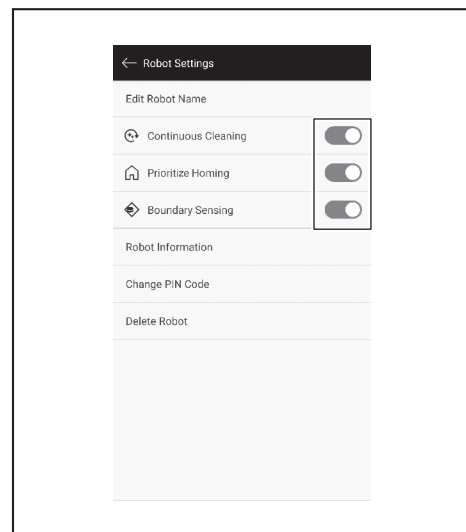 Robot Settings
Edit Robot Name
Continuous Cleaning
Prioritize Homing
Boundary Sensing
Robot Information
Change PIN Code
Delete Robot